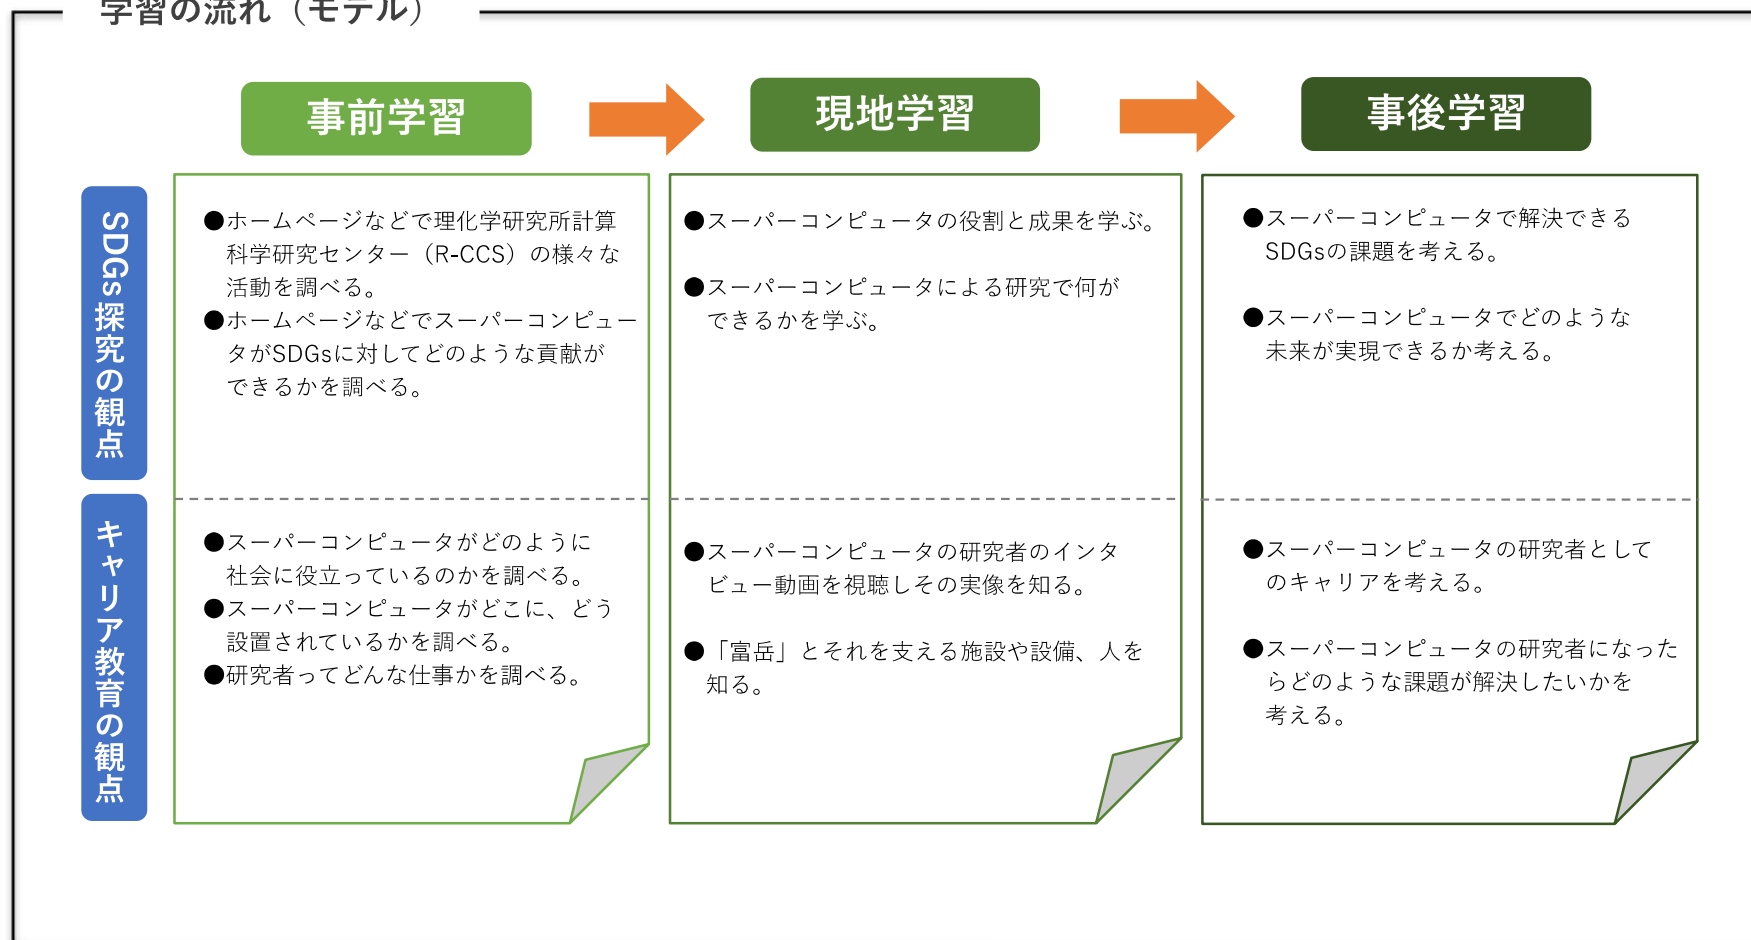 学習の流れ（モデル）
事前学習
現地学習
事後学習
SDGs探究の観点
●ホームページなどで理化学研究所計算
科学研究センター（R-CCS）の様々な
活動を調べる。
●ホームページなどでスーパーコンピュー
タがSDGsに対してどのような貢献が
できるかを調べる。
●スーパーコンピュータの役割と成果を学ぶ。
●スーパーコンピュータによる研究で何が
できるかを学ぶ。
●スーパーコンピュータで解決できる
SDGsの課題を考える。
●スーパーコンピュータでどのような
未来が実現できるか考える。
キャリア教育の観点
●スーパーコンピュータがどのように
社会に役立っているのかを調べる。
●スーパーコンピュータがどこに、どう
設置されているかを調べる。
●研究者ってどんな仕事かを調べる。
●スーパーコンピュータの研究者のインタ
ビュー動画を視聴しその実像を知る。
●「富岳」とそれを支える施設や設備、人を
知る。
●スーパーコンピュータの研究者として
のキャリアを考える。
●スーパーコンピュータの研究者になった
らどのような課題が解決したいかを
考える。